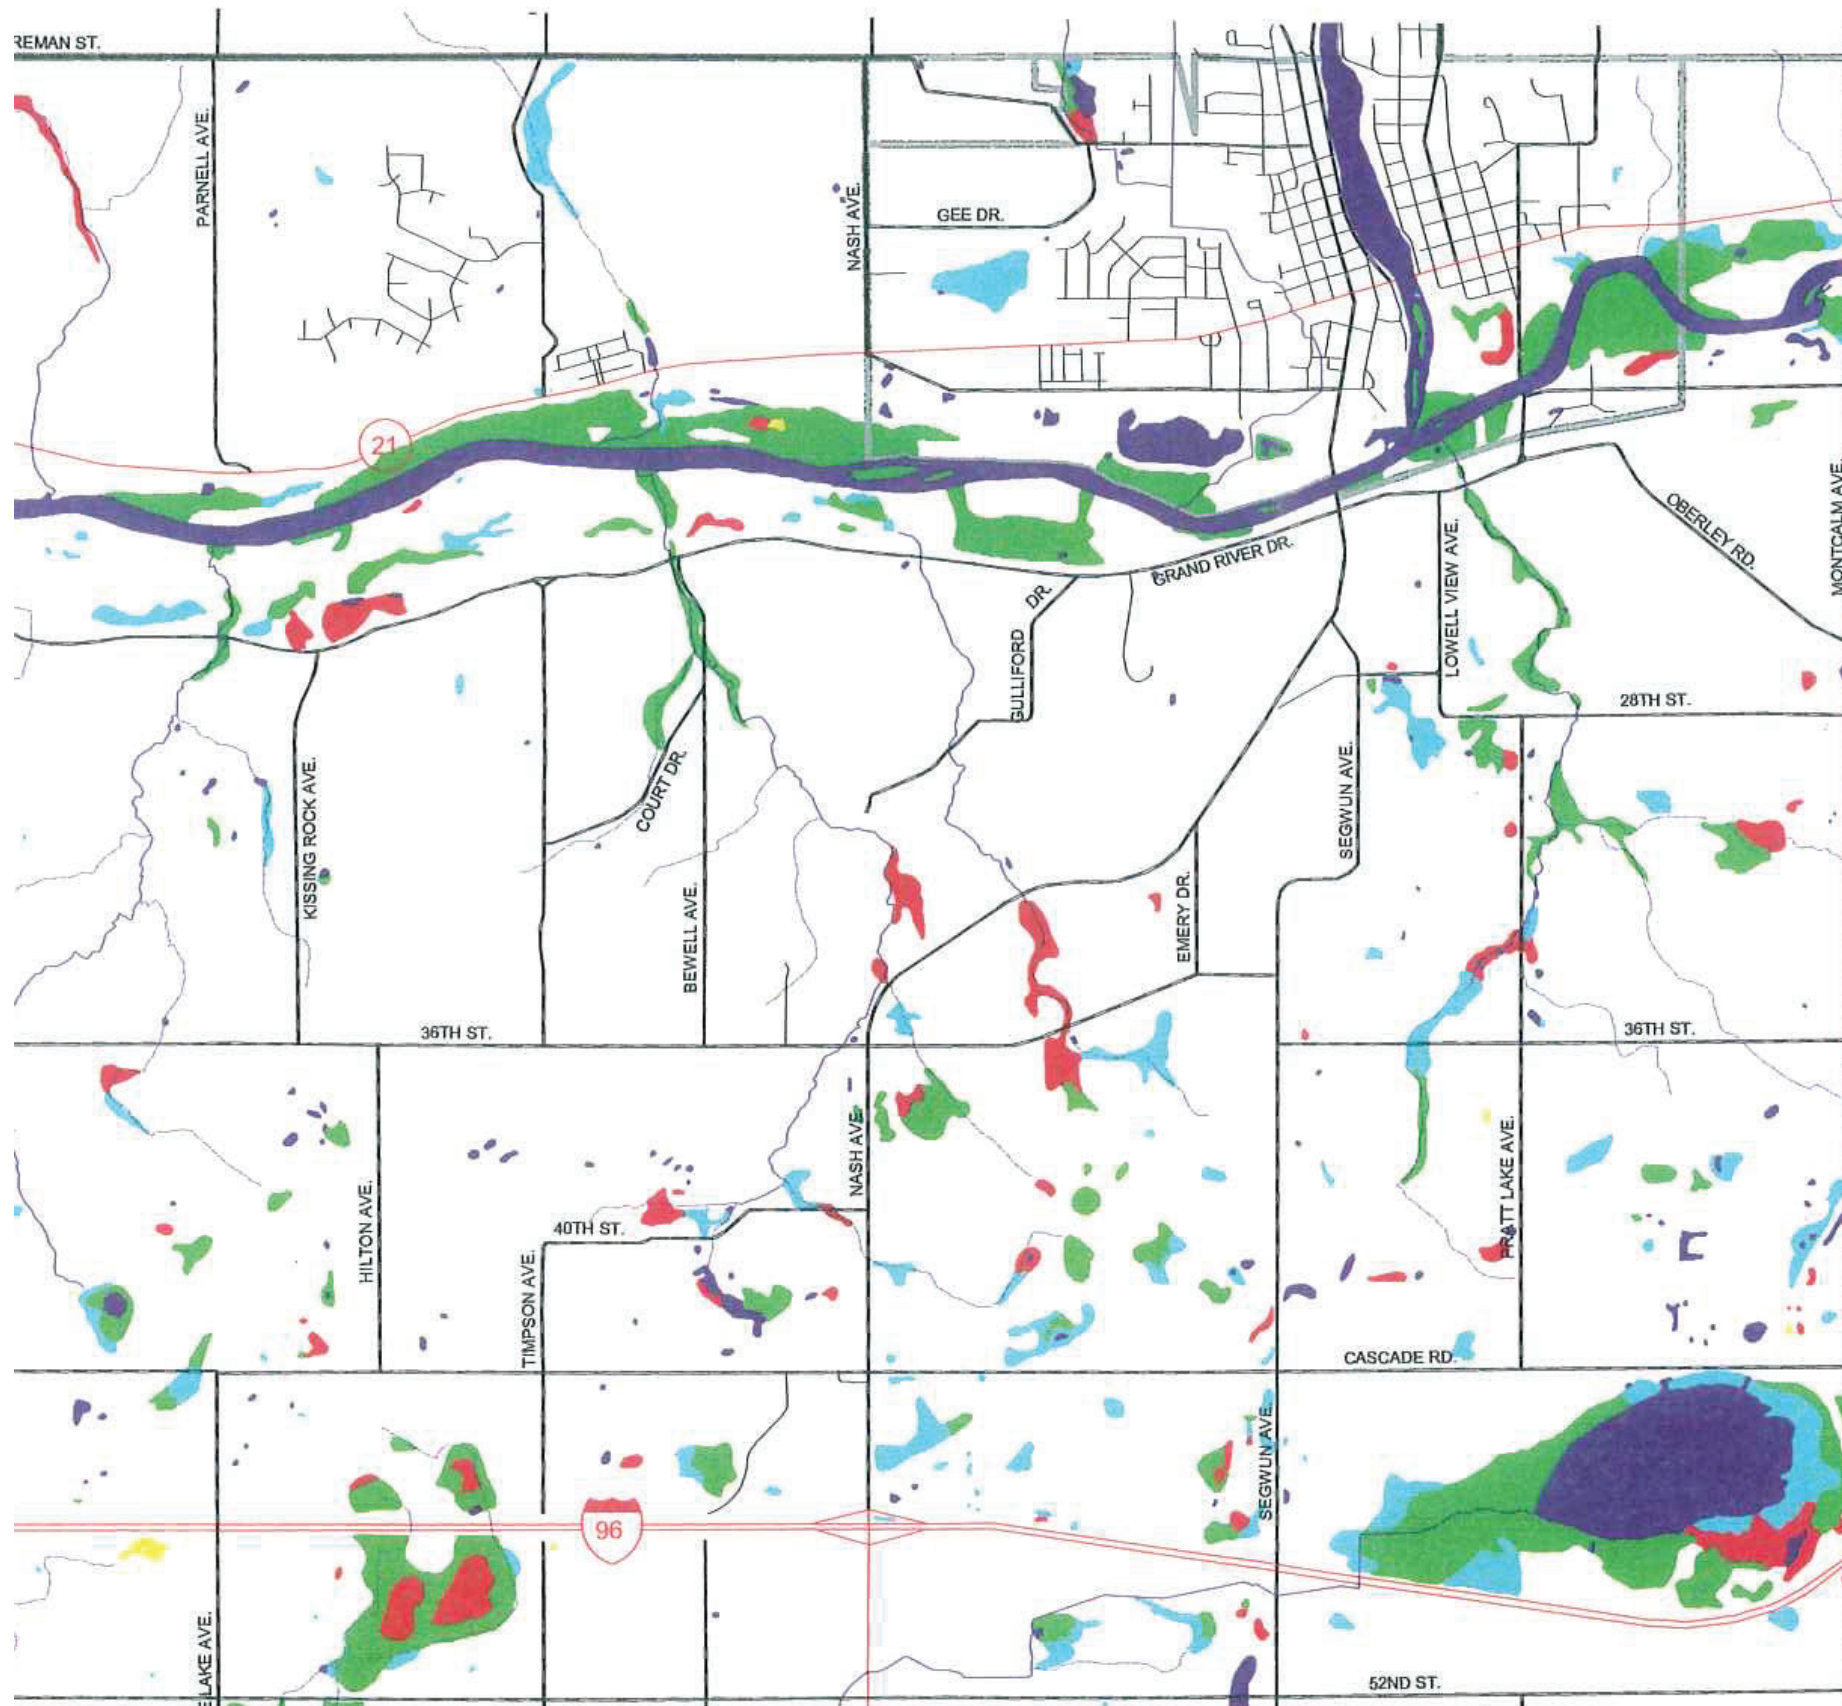 REMAN ST.
PARNELL AVE.
NASH AVE.
GEE DR.
21
GRAND RIVER DR.
OBERLEY RD.
MONTCALM AVE.
LOWELL VIEW AVE.
GULLIFORD
DR.
28TH ST.
KISSING ROCK AVE.
COURT DR.
BEWELL AVE.
SEGWUN AVE.
EMERY DR.
36TH ST.
36TH ST.
HILTON AVE.
TIMPSON AVE.
40TH ST.
NASH AVE.
PRATT LAKE AVE.
CASCADE RD.
SEGWUN AVE.
96
E LAKE AVE.
52ND ST.